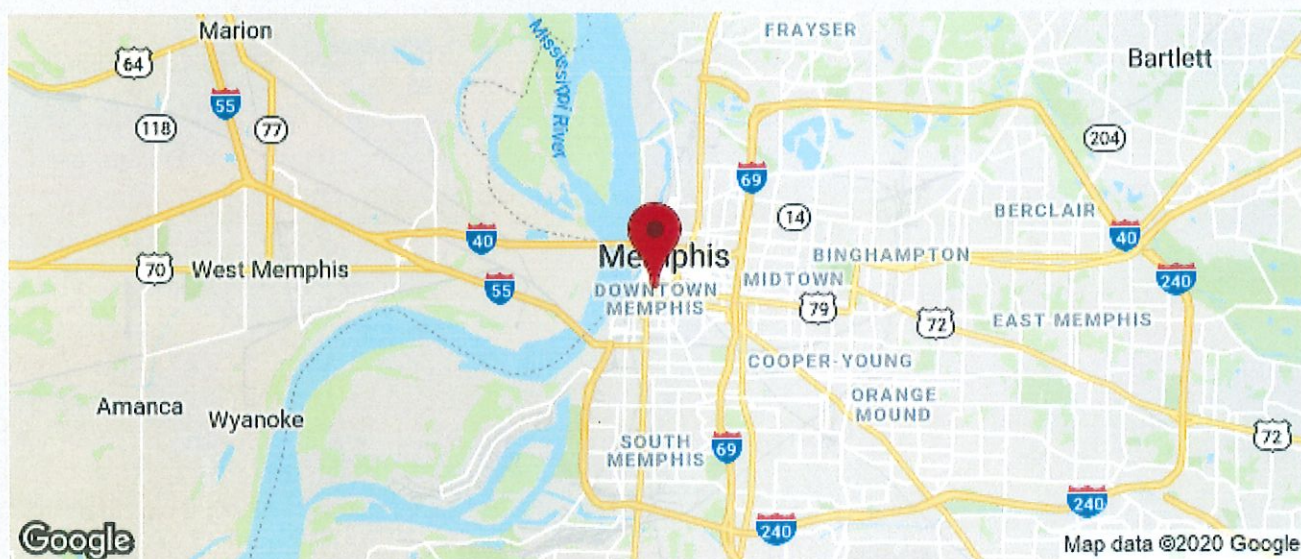 Marion
FRAYSER
Bartlett
64
Mississippi River
55
118
77
204
69
14
BERCLAIR
40
40
Memphis
BINGHAMPTON
70
West Memphis
55
DOWNTOWN
MEMPHIS
MIDTOWN
240
79
72
EAST MEMPHIS
COOPER-YOUNG
Amanca
Wyanoke
ORANGE
MOUND
SOUTH
MEMPHIS
69
72
240
240
Google
Map data ©2020 Google